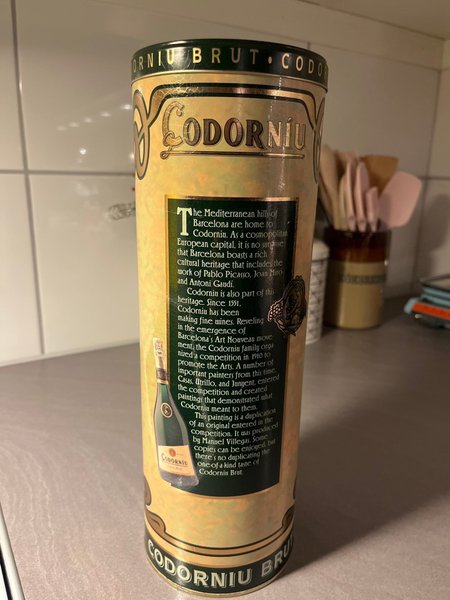 ORNIU BRUT • CODO
CODORNÍU
The Mediterranean hills of
Barcelona are home to
Codorniu. As a cosmopolitan
European capital, it is no surprise
that Barcelona boasts a rich
cultural heritage that includes the
work of Pablo Picasso, Joan Miro
and Antoni Gaudí.
Codorniu is also part of this
heritage. Since 1551,
Codorniu has been
making fine wines. Reveling
in the emergence of
Barcelona's Art Nouveau move-
ment, the Codorniu family orga-
nized a competition in 1910 to
promote the Arts. A number of
important painters from this time,
Casas, Utrillo, and Junyent, entered
the competition and created
paintings that demonstrated what
Codorniu meant to them.
This painting is a duplication
of an original entered in the
competition. It was produced
by Manuel Villegas. Some
copies can be enjoyed, but
there's no duplicating the
one of a kind taste of
Codorniu Brut.
CODORNÍU
CODORNIU BRU